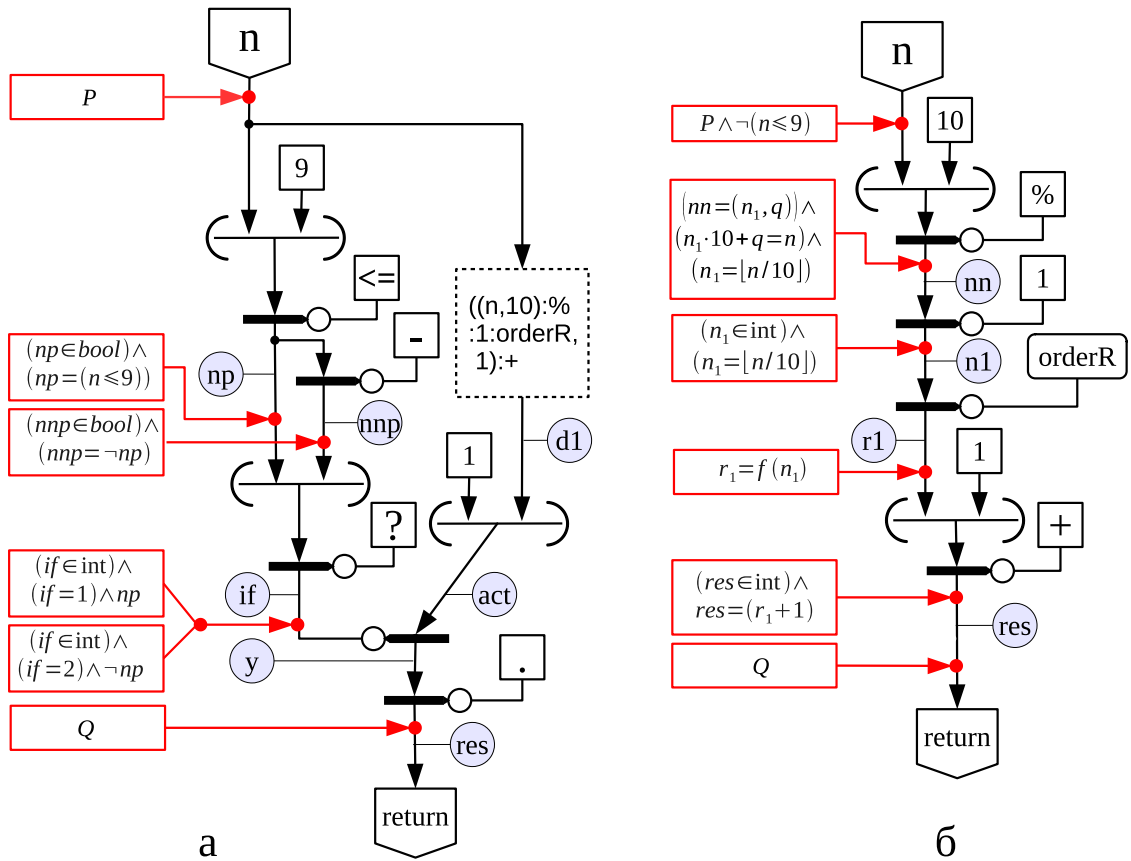 n
P
9
<=
-
(np∈bool)∧
(np=(n⩽9))
np
((n,10):%
:1:orderR,
1):+
(nnp∈bool)∧
(nnp=¬np)
nnp
d1
1
?
(if∈int)∧
(if=1)∧np
if
act
(if∈int)∧
(if=2)∧¬np
y
.
Q
res
return
а
n
P∧¬(n⩽9)
10
%
(nn=(n₁,q))∧
(n₁·10+q=n)∧
(n₁=⌊n/10⌋)
nn
1
(n₁∈int)∧
(n₁=⌊n/10⌋)
n1
orderR
r1
1
r₁=f(n₁)
+
(res∈int)∧
res=(r₁+1)
res
Q
return
б